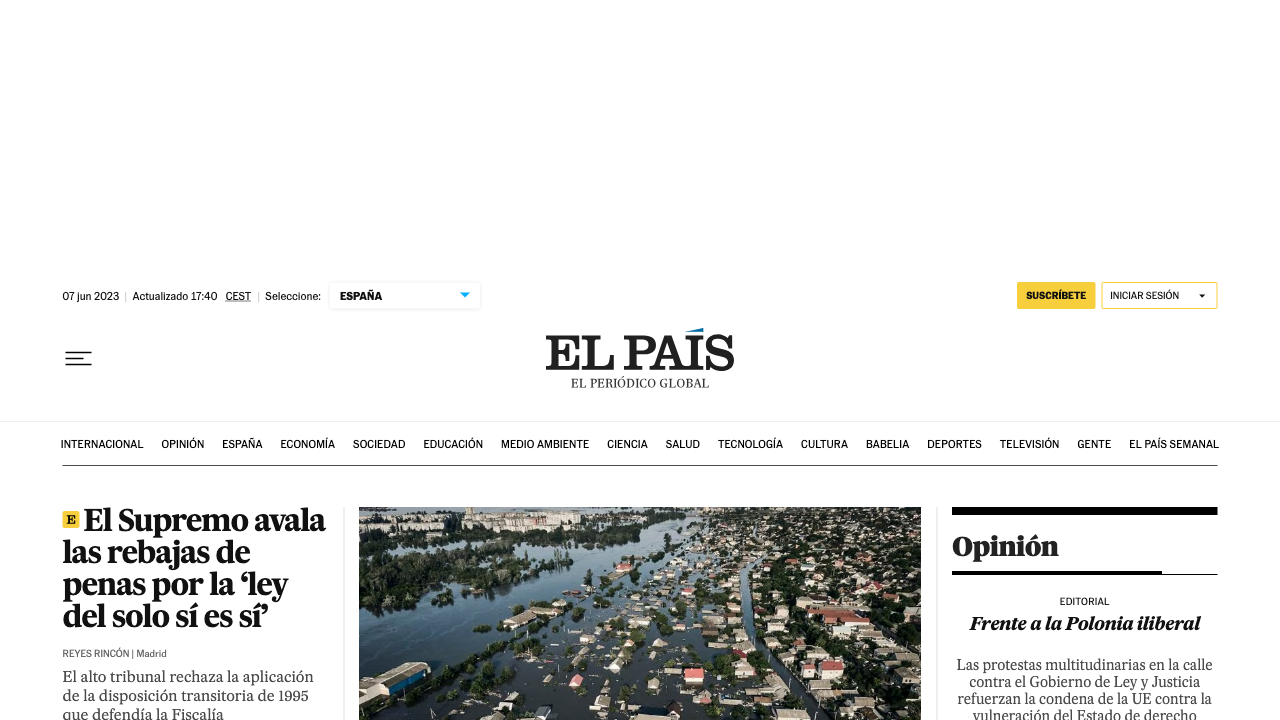 07 jun 2023 | Actualizado 17:40 CEST | Seleccione: ESPAÑA
SUSCRÍBETE
INICIAR SESIÓN
EL PAÍS
EL PERIÓDICO GLOBAL
INTERNACIONAL OPINIÓN ESPAÑA ECONOMÍA SOCIEDAD EDUCACIÓN MEDIO AMBIENTE CIENCIA SALUD TECNOLOGÍA CULTURA BABELIA DEPORTES TELEVISIÓN GENTE EL PAÍS SEMANAL
E El Supremo avala
las rebajas de
penas por la ‘ley
del solo sí es sí’
REYES RINCÓN | Madrid
El alto tribunal rechaza la aplicación
de la disposición transitoria de 1995
que defendía la Fiscalía
Opinión
EDITORIAL
Frente a la Polonia iliberal
Las protestas multitudinarias en la calle
contra el Gobierno de Ley y Justicia
refuerzan la condena de la UE contra la
vulneración del Estado de derecho